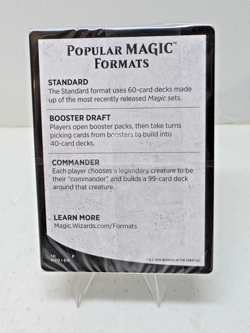 POPULAR MAGIC™
FORMATS
STANDARD
The Standard format uses 60-card decks made
up of the most recently released Magic sets.
BOOSTER DRAFT
Players open booster packs, then take turns
picking cards from boosters to build into
40-card decks.
COMMANDER
Each player chooses a legendary creature to be
their "commander" and builds a 99-card deck
around that creature.
LEARN MORE
Magic.Wizards.com/Formats